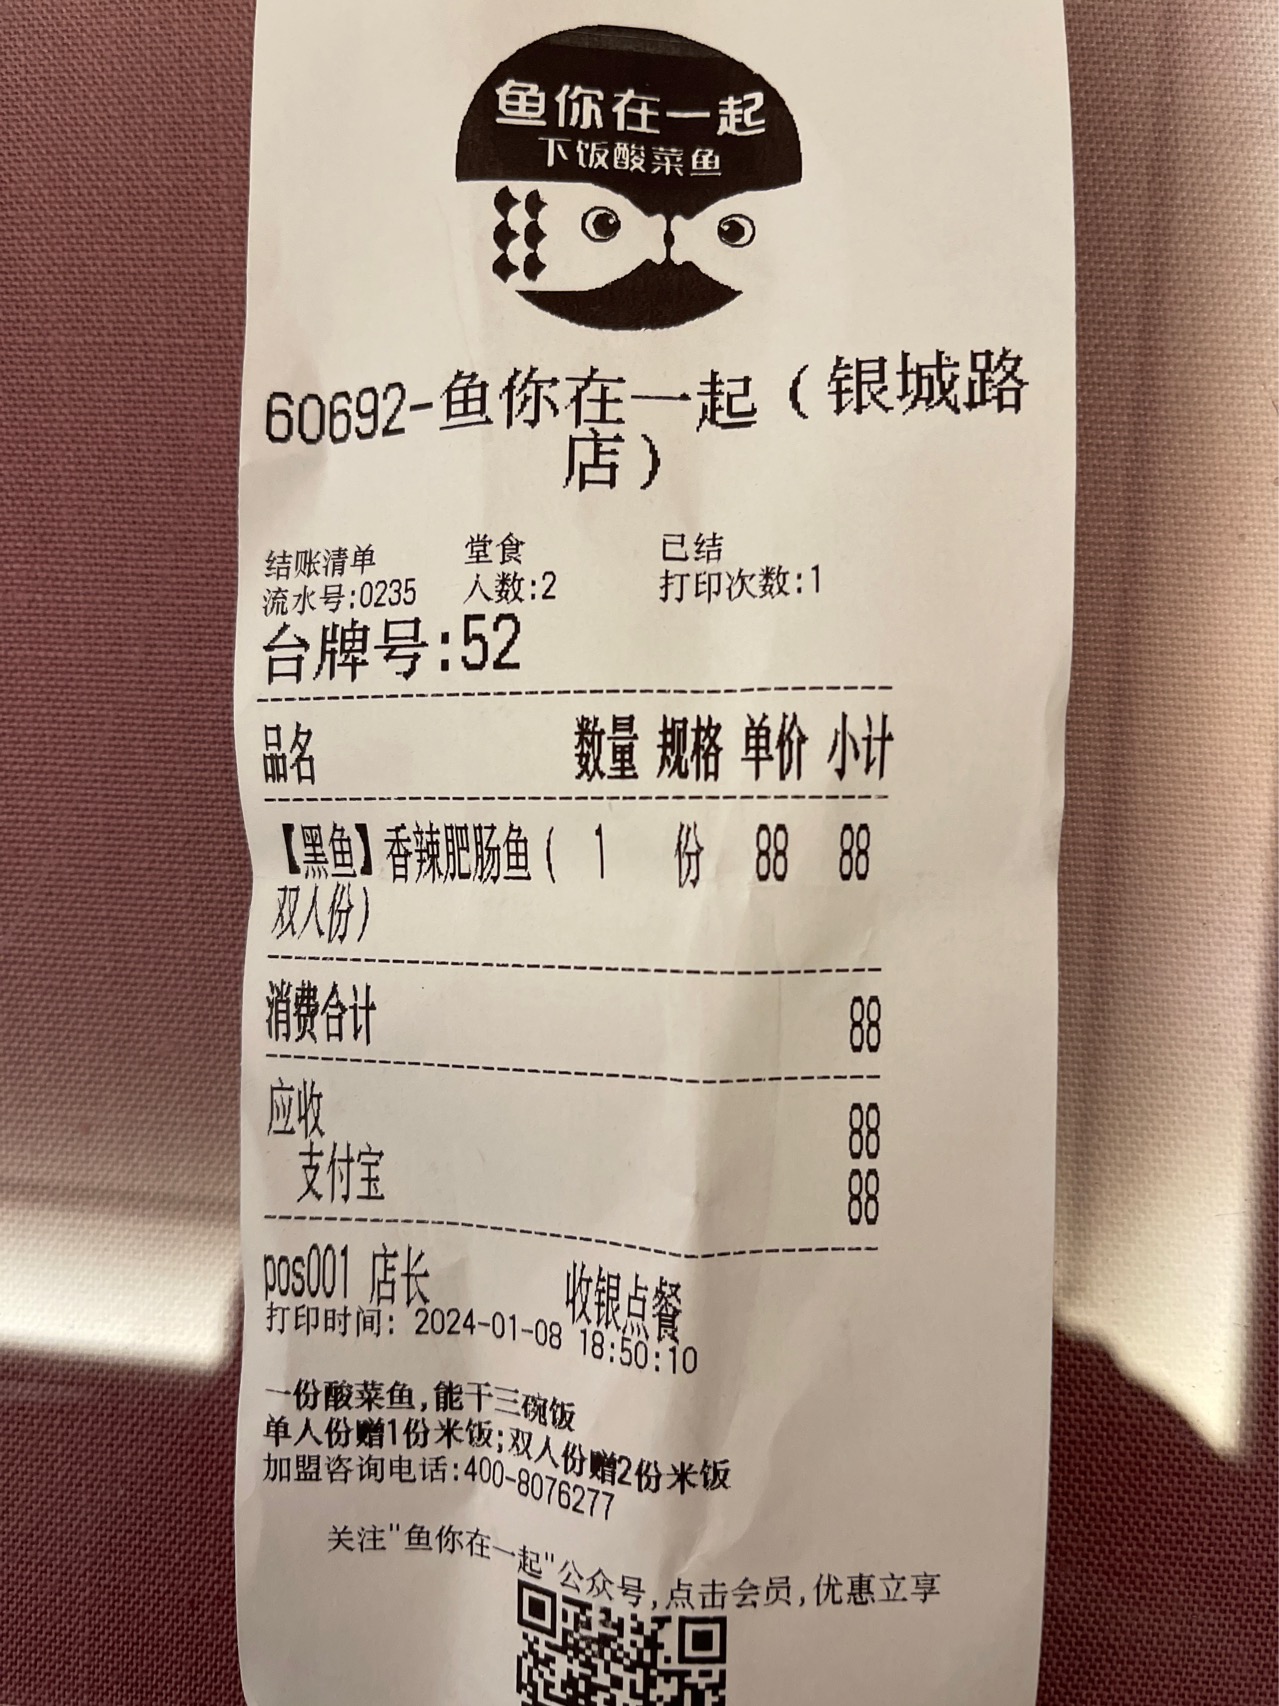 鱼你在一起
下饭酸菜鱼
60692-鱼你在一起(银城路
店)
结账清单 堂食 已结
流水号:0235 人数:2 打印次数:1
台牌号:52
品名 数量 规格 单价 小计
【黑鱼】香辣肥肠鱼( 1 份 88 88
双人份)
消费合计 88
应收 88
支付宝 88
pos001 店长 收银点餐
打印时间: 2024-01-08 18:50:10
一份酸菜鱼,能干三碗饭
单人份赠1份米饭;双人份赠2份米饭
加盟咨询电话:400-8076277
关注"鱼你在一起"公众号,点击会员,优惠立享